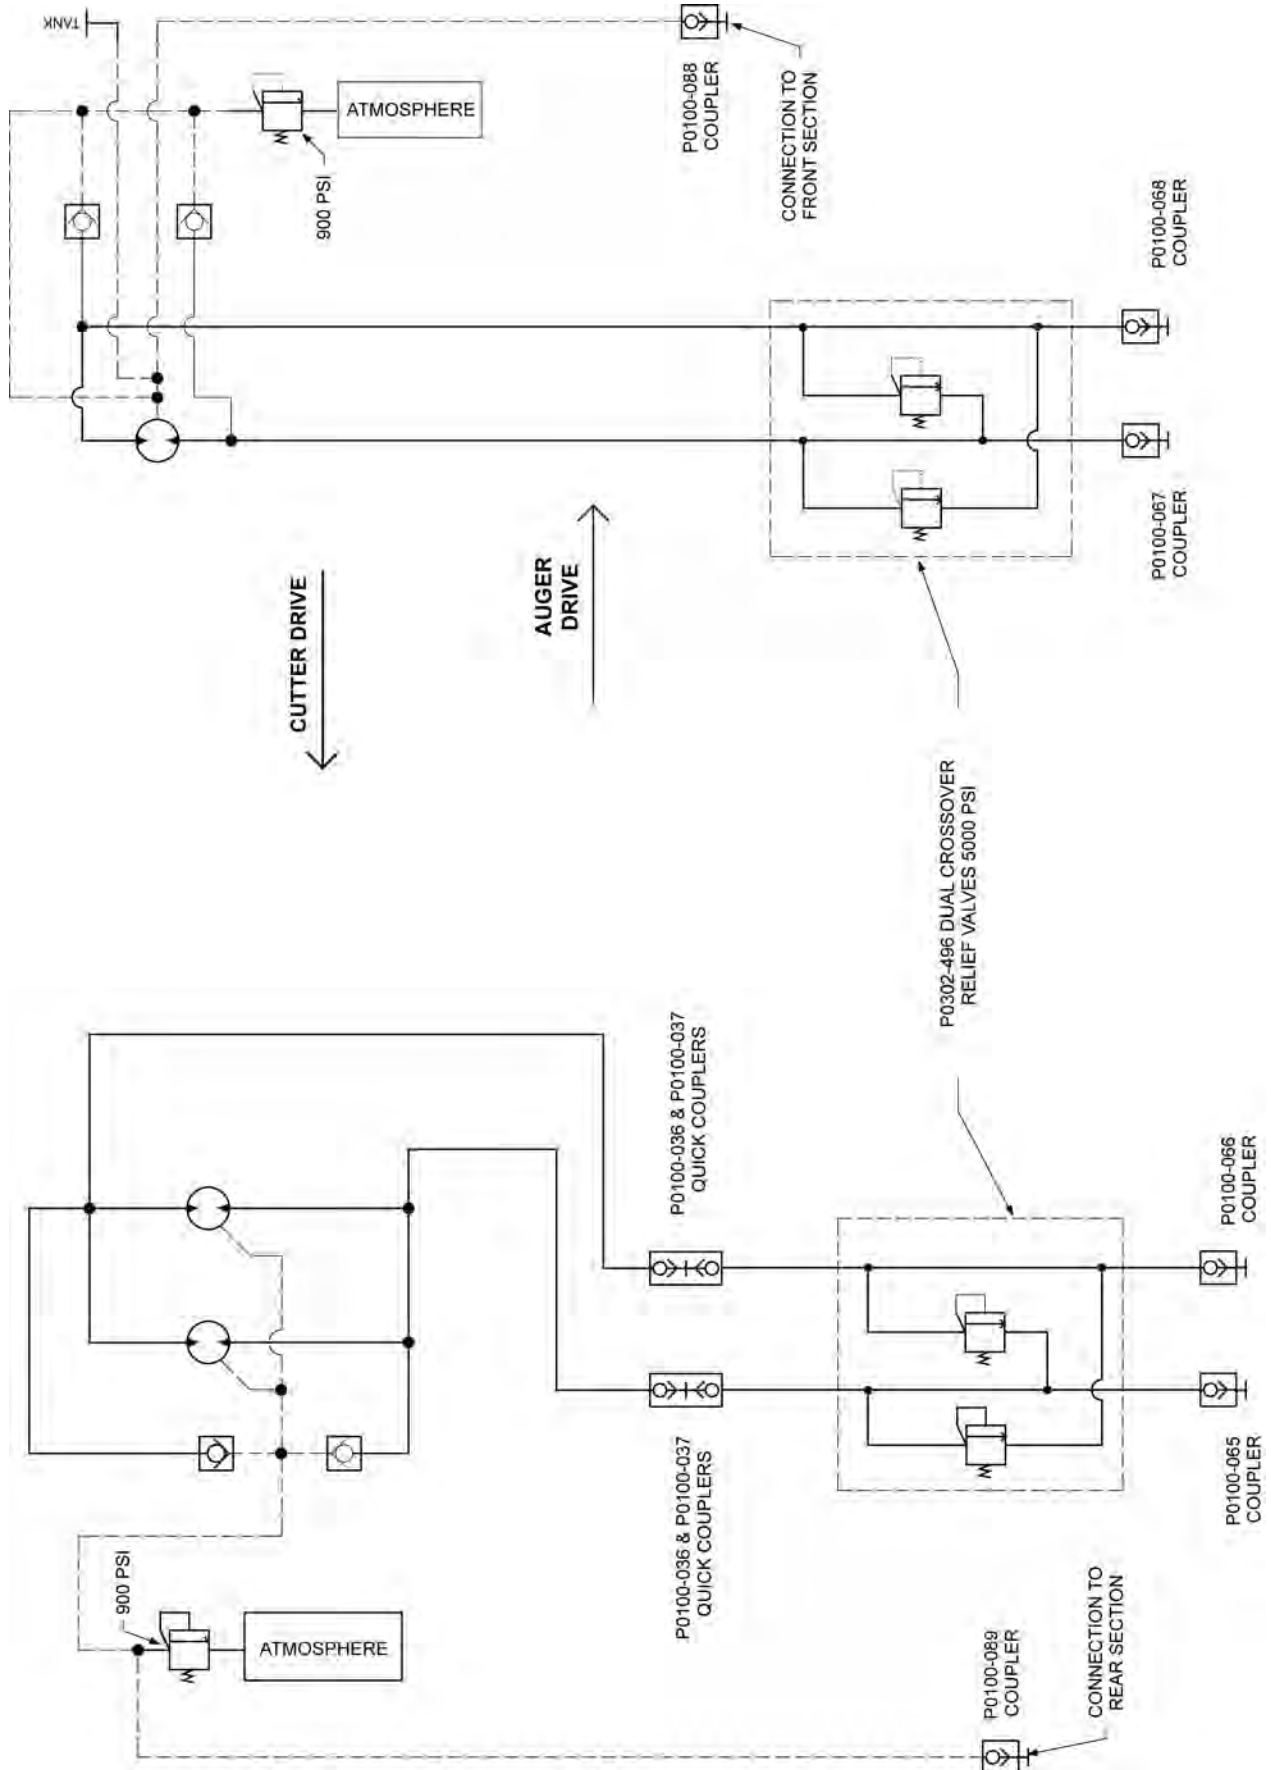 TANK
ATMOSPHERE
900 PSI
P0100-088
COUPLER
CONNECTION TO
FRONT SECTION
P0100-068
COUPLER
P0100-067
COUPLER
CUTTER DRIVE
AUGER
DRIVE
P0302-496 DUAL CROSSOVER
RELIEF VALVES 5000 PSI
P0100-036 & P0100-037
QUICK COUPLERS
P0100-036 & P0100-037
QUICK COUPLERS
P0100-066
COUPLER
P0100-065
COUPLER
900 PSI
ATMOSPHERE
P0100-089
COUPLER
CONNECTION TO
REAR SECTION